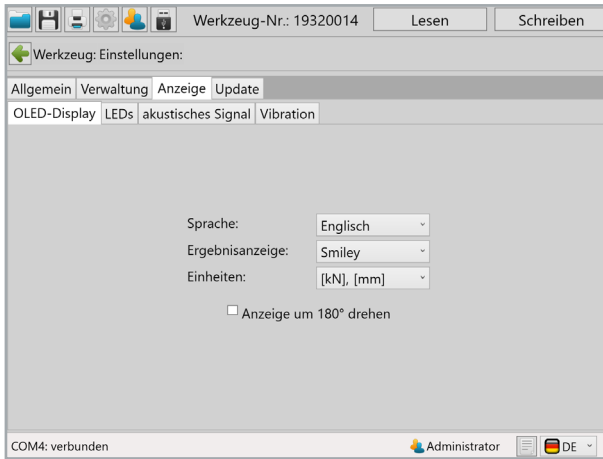 Werkzeug-Nr.: 19320014 Lesen Schreiben
Werkzeug: Einstellungen:
Allgemein Verwaltung Anzeige Update
OLED-Display LEDs akustisches Signal Vibration
Sprache: Englisch
Ergebnisanzeige: Smiley
Einheiten: [kN], [mm]
Anzeige um 180° drehen
COM4: verbunden Administrator DE